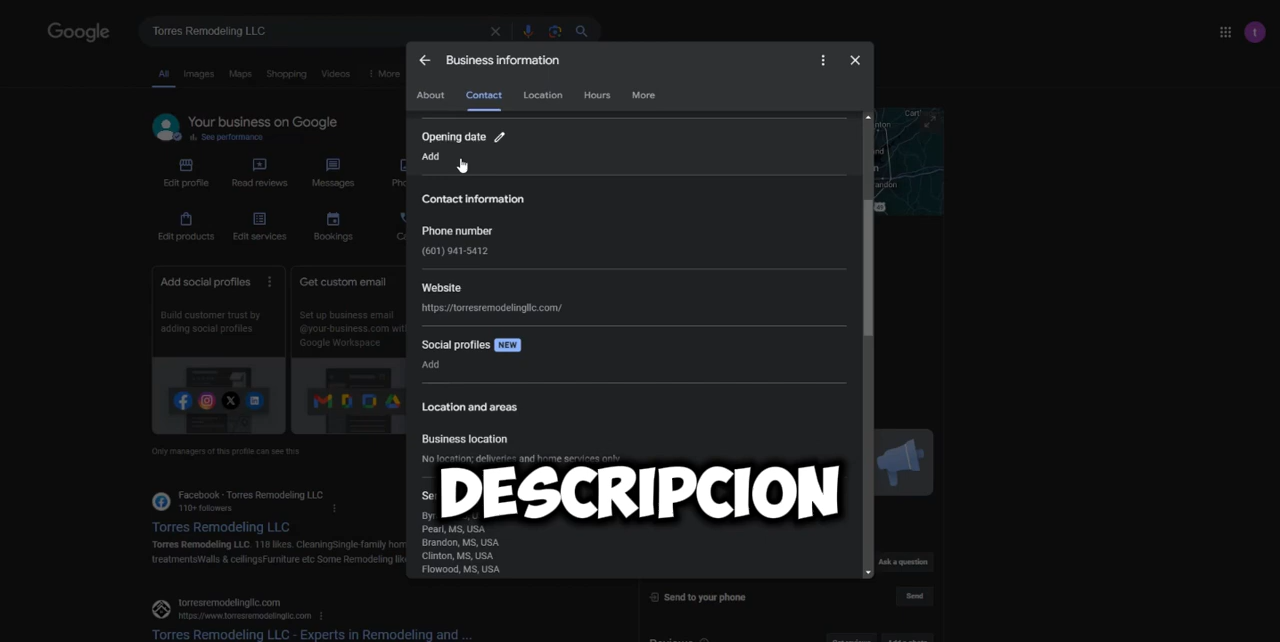 Google
Torres Remodeling LLC
t
All
Images
Maps
Shopping
Videos
More
Your business on Google
See performance
Edit profile
Read reviews
Messages
Edit products
Edit services
Bookings
Add social profiles
Build customer trust by
adding social profiles
Get custom email
Set up business email
@your-business.com with
Google Workspace
Only managers of this profile can see this
Facebook · Torres Remodeling LLC
110+ followers
Torres Remodeling LLC
Torres Remodeling LLC. 118 likes. CleaningSingle-family hom
treatmentsWalls & ceilingsFurniture etc Some Remodeling
torresremodelingllc.com
https://www.torresremodelingllc.com
Torres Remodeling LLC - Experts in Remodeling and ...
Business information
About
Contact
Location
Hours
More
Opening date
Add
Contact information
Phone number
(601) 941-5412
Website
https://torresremodelingllc.com/
Social profiles NEW
Add
Location and areas
Business location
No location; deliveries and home services only
DESCRIPCION
Pearl, MS, USA
Brandon, MS, USA
Clinton, MS, USA
Flowood, MS, USA
Ask a question
Send to your phone
Send